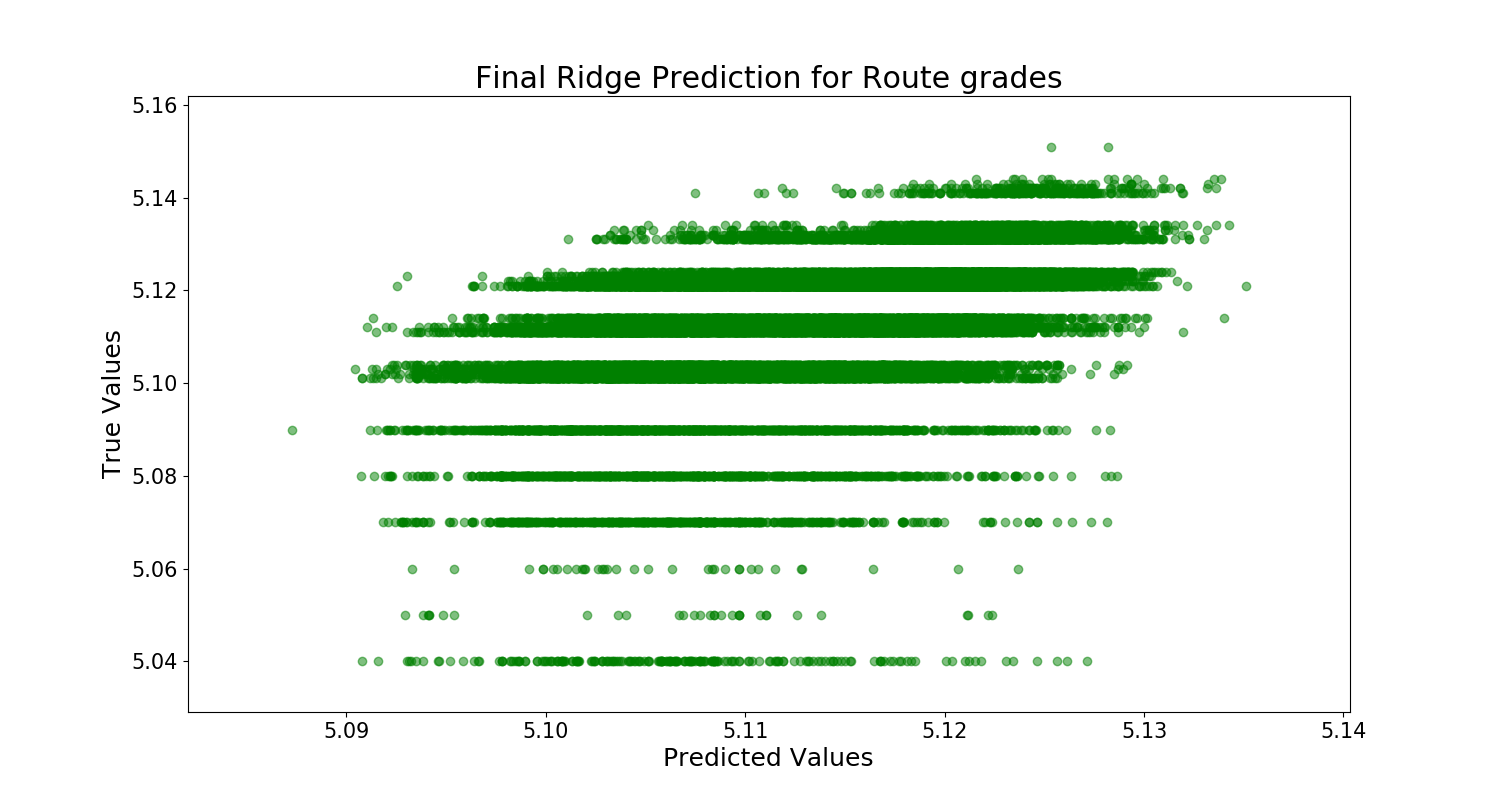 Final Ridge Prediction for Route grades
5.16
5.14
5.12
5.10
5.08
5.06
5.04
True Values
5.09 5.10 5.11 5.12 5.13 5.14
Predicted Values